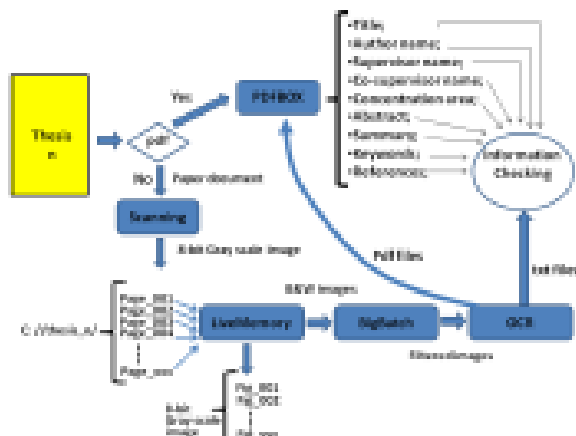 •Title;
•Author name;
•Supervisor name;
•Co-supervisor name;
•Concentration area;
•Abstract;
•Summary;
•Keywords;
•References;
Thesis
n
Yes
PDFBOX
pdf
Information
Checking
No
Paper document
Scanning
8-bit Gray scale image
Pdf files
txt files
B&W images
C://thesis_n/
Page_001
Page_002
Page_003
Page_004
LiveMemory
BigBatch
OCR
Filtered images
8-bit
Gray-scale
image